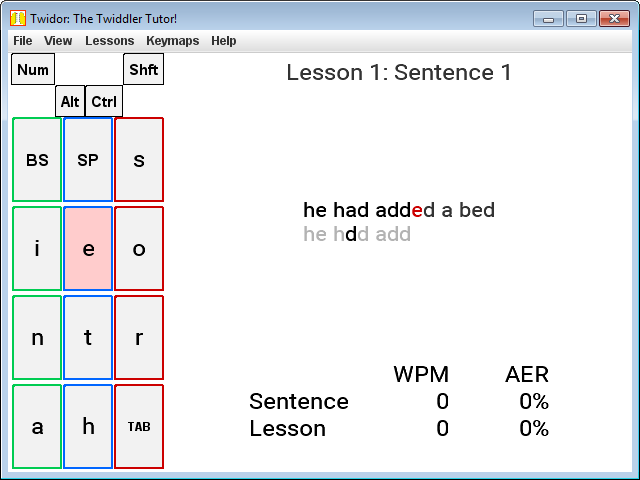 Twidor: The Twiddler Tutor!
File View Lessons Keymaps Help
Num Shft
Alt Ctrl
BS SP s
i e o
n t r
a h TAB
Lesson 1: Sentence 1
he had added a bed
he hdd add
WPM AER
Sentence 0 0%
Lesson 0 0%